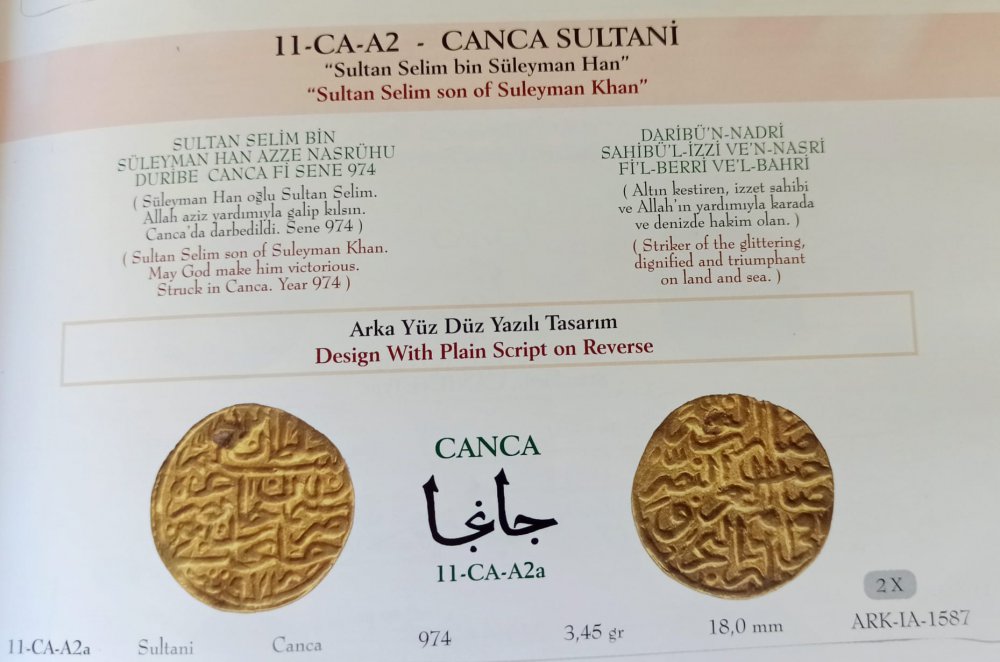 11-CA-A2 - CANCA SULTANİ
“Sultan Selim bin Süleyman Han”
“Sultan Selim son of Suleyman Khan”
SULTAN SELİM BİN
SÜLEYMAN HAN AZZE NASRÜHU
DURİBE CANCA Fİ SENE 974
( Süleyman Han oğlu Sultan Selim.
Allah aziz yardımıyla galip kılsın.
Canca’da darbedildi. Sene 974 )
( Sultan Selim son of Suleyman Khan.
May God make him victorious.
Struck in Canca. Year 974 )
DARİBÜ’N-NADRİ
SAHİBÜ’L-İZZİ VE’N-NASRİ
Fİ’L-BERRİ VE’L-BAHRİ
( Altın kestiren, izzet sahibi
ve Allah’ın yardımıyla karada
ve denizde hakim olan. )
( Striker of the glittering,
dignified and triumphant
on land and sea. )
Arka Yüz Düz Yazılı Tasarım
Design With Plain Script on Reverse
CANCA
جانجا
11-CA-A2a
2 X
11-CA-A2a Sultani Canca 974 3,45 gr 18,0 mm ARK-IA-1587